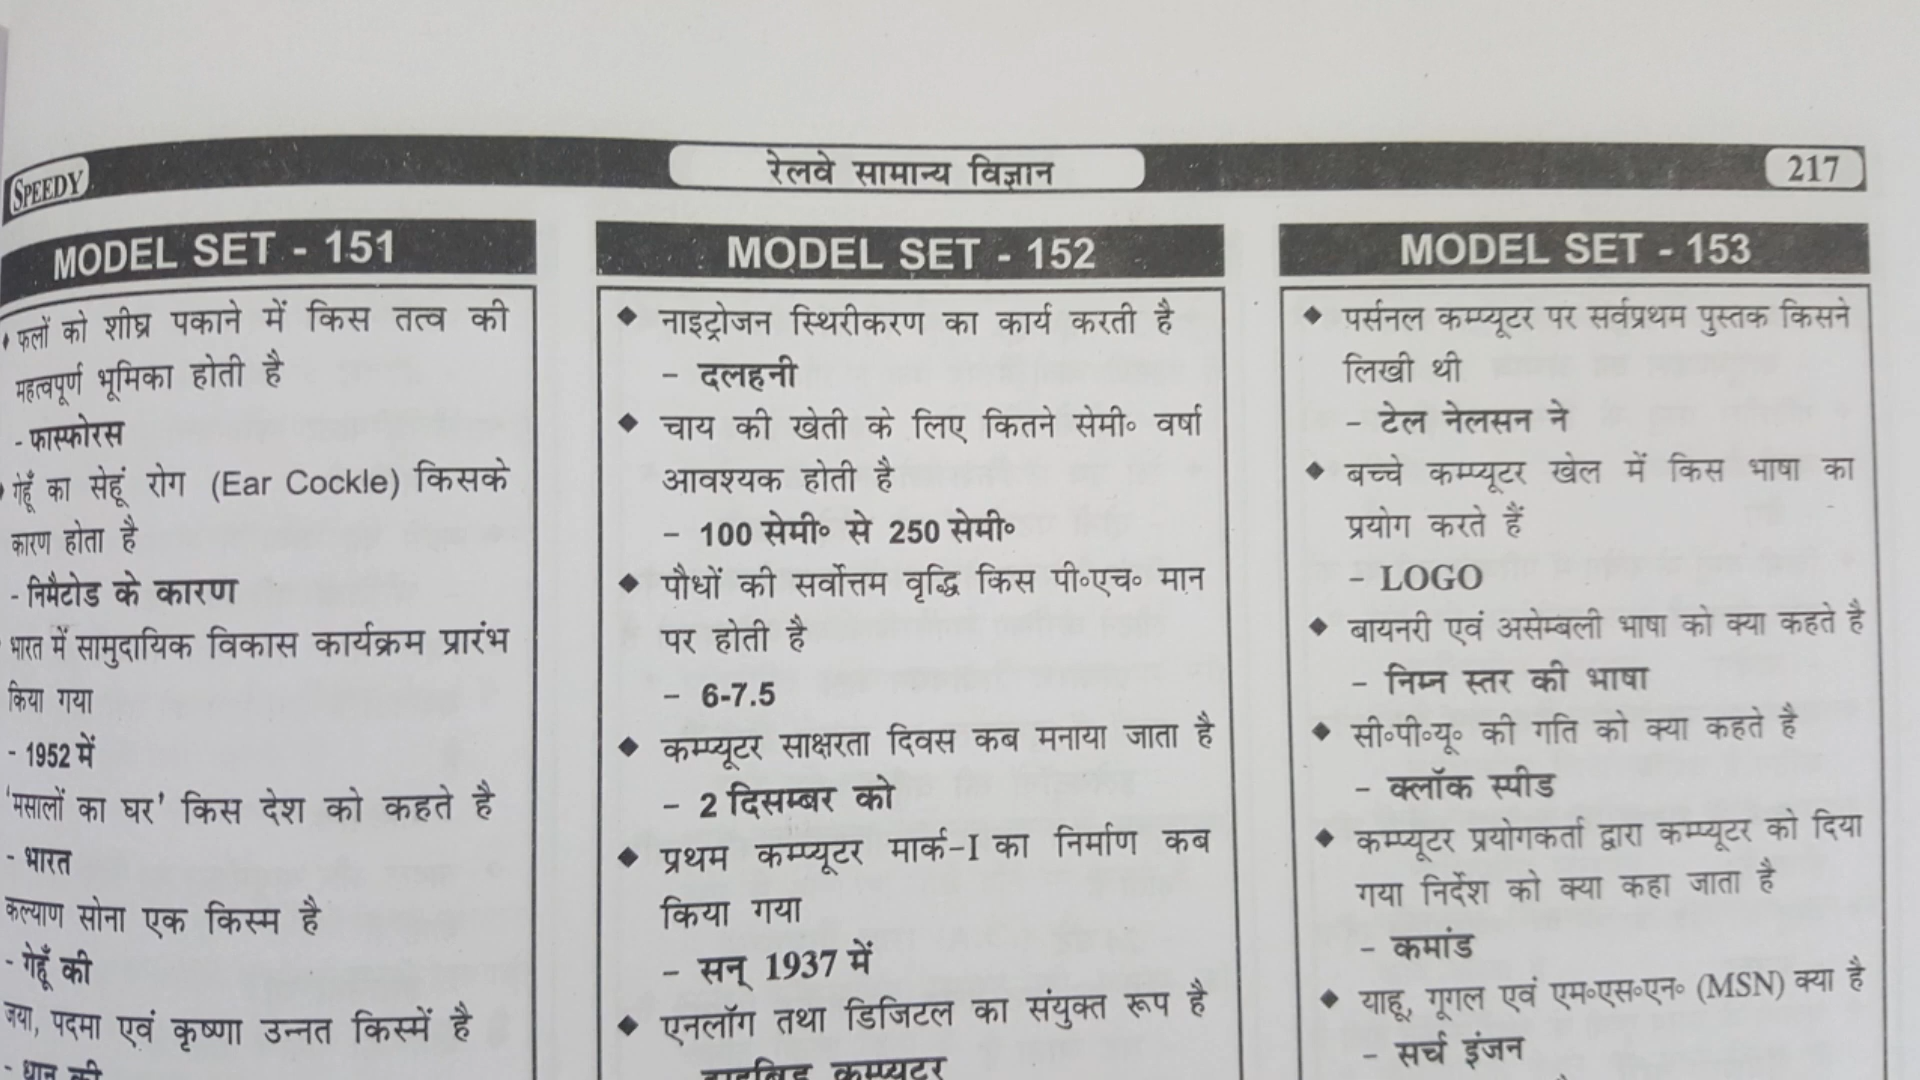 SPEEDY
रेलवे सामान्य विज्ञान
217
MODEL SET - 151
फलों को शीघ्र पकाने में किस तत्व की
महत्वपूर्ण भूमिका होती है
- फास्फोरस
गेहूँ का सेहूं रोग (Ear Cockle) किसके
कारण होता है
- निमैटोड के कारण
भारत में सामुदायिक विकास कार्यक्रम प्रारंभ
किया गया
- 1952 में
'मसालों का घर' किस देश को कहते है
- भारत
कल्याण सोना एक किस्म है
- गेहूँ की
जया, पदमा एवं कृष्णा उन्नत किस्में है
- धान की
MODEL SET - 152
◆ नाइट्रोजन स्थिरीकरण का कार्य करती है
- दलहनी
◆ चाय की खेती के लिए कितने सेमी॰ वर्षा
आवश्यक होती है
- 100 सेमी॰ से 250 सेमी॰
◆ पौधों की सर्वोत्तम वृद्धि किस पी॰एच॰ मान
पर होती है
- 6-7.5
◆ कम्प्यूटर साक्षरता दिवस कब मनाया जाता है
- 2 दिसम्बर को
◆ प्रथम कम्प्यूटर मार्क-I का निर्माण कब
किया गया
- सन् 1937 में
◆ एनलॉग तथा डिजिटल का संयुक्त रूप है
हाइब्रिड कम्प्यूटर
MODEL SET - 153
◆ पर्सनल कम्प्यूटर पर सर्वप्रथम पुस्तक किसने
लिखी थी
- टेल नेलसन ने
◆ बच्चे कम्प्यूटर खेल में किस भाषा का
प्रयोग करते हैं
- LOGO
◆ बायनरी एवं असेम्बली भाषा को क्या कहते है
- निम्न स्तर की भाषा
◆ सी॰पी॰यू॰ की गति को क्या कहते है
- क्लॉक स्पीड
◆ कम्प्यूटर प्रयोगकर्ता द्वारा कम्प्यूटर को दिया
गया निर्देश को क्या कहा जाता है
- कमांड
◆ याहू, गूगल एवं एम॰एस॰एन॰ (MSN) क्या है
- सर्च इंजन